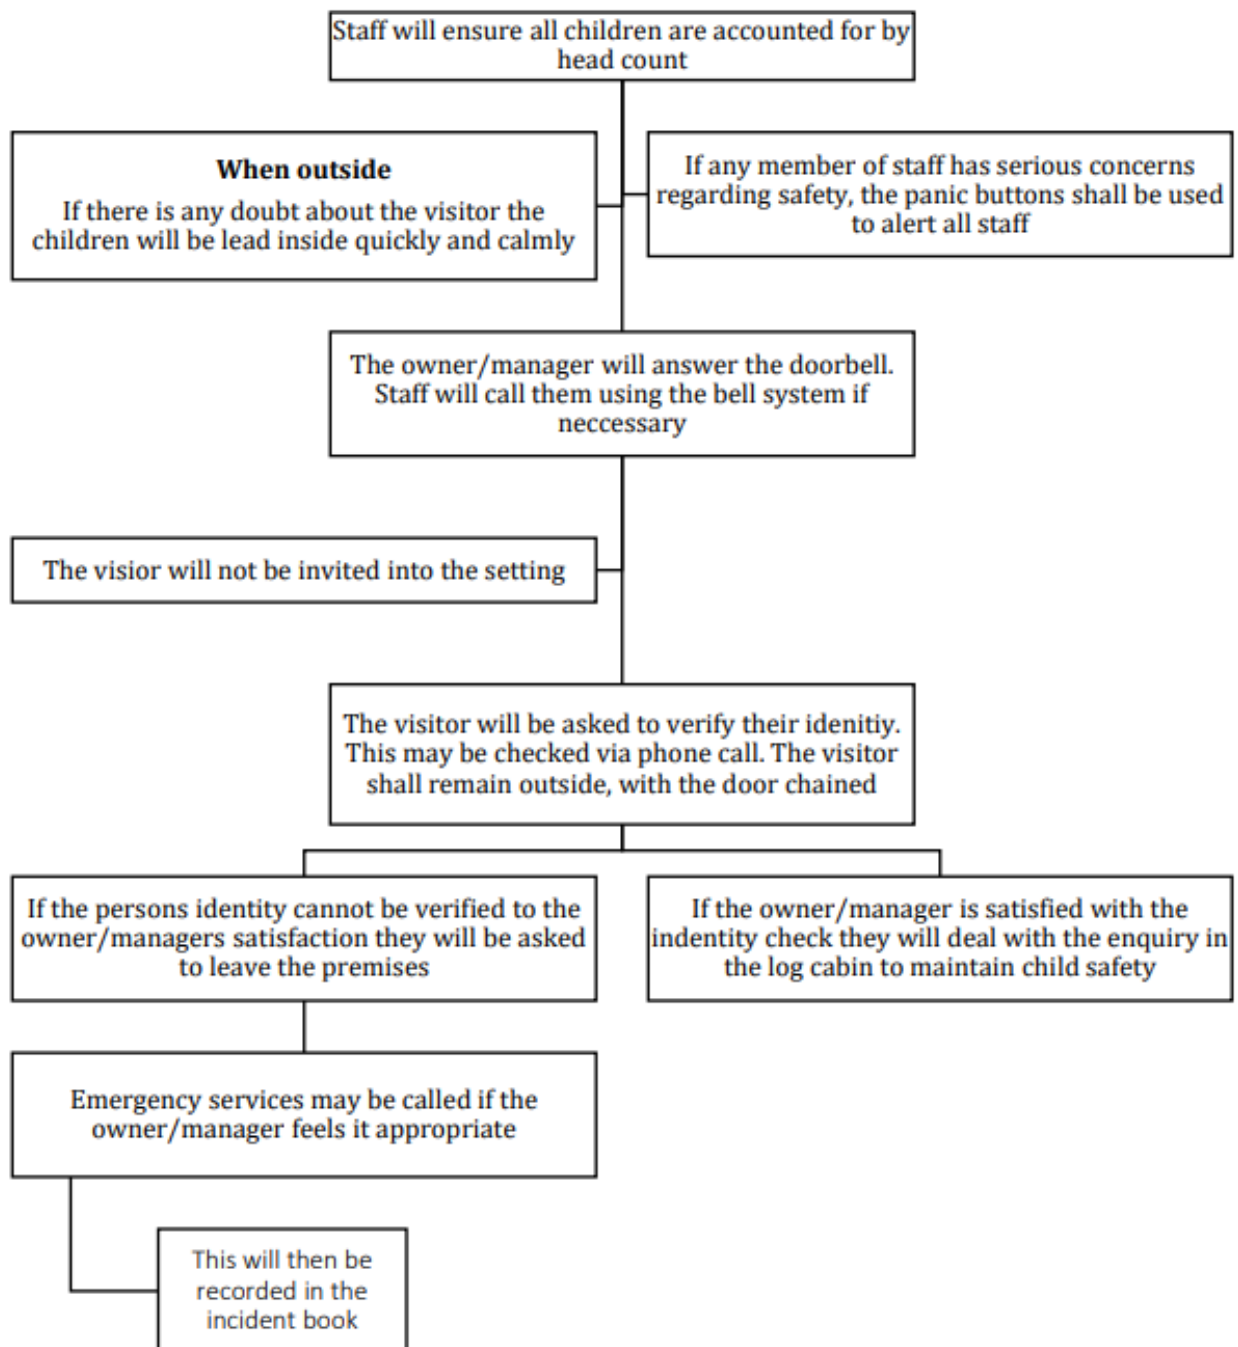 Staff will ensure all children are accounted for by
head count
When outside
If there is any doubt about the visitor the
children will be lead inside quickly and calmly
If any member of staff has serious concerns
regarding safety, the panic buttons shall be used
to alert all staff
The owner/manager will answer the doorbell.
Staff will call them using the bell system if
neccessary
The visior will not be invited into the setting
The visitor will be asked to verify their idenitiy.
This may be checked via phone call. The visitor
shall remain outside, with the door chained
If the persons identity cannot be verified to the
owner/managers satisfaction they will be asked
to leave the premises
If the owner/manager is satisfied with the
indentity check they will deal with the enquiry in
the log cabin to maintain child safety
Emergency services may be called if the
owner/manager feels it appropriate
This will then be
recorded in the
incident book